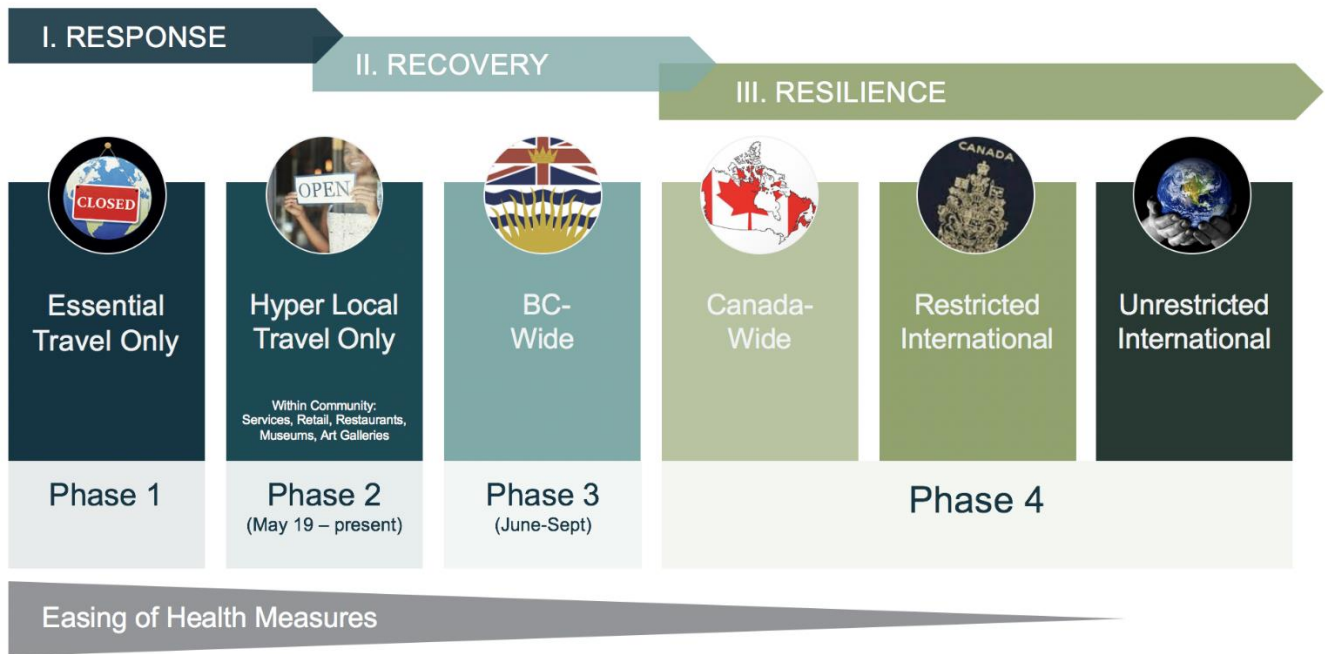 I. RESPONSE
II. RECOVERY
III. RESILIENCE
CLOSED
OPEN
CANADA
Essential
Travel Only
Hyper Local
Travel Only
Within Community:
Services, Retail, Restaurants,
Museums, Art Galleries
BC-
Wide
Canada-
Wide
Restricted
International
Unrestricted
International
Phase 1
Phase 2
(May 19 – present)
Phase 3
(June-Sept)
Phase 4
Easing of Health Measures